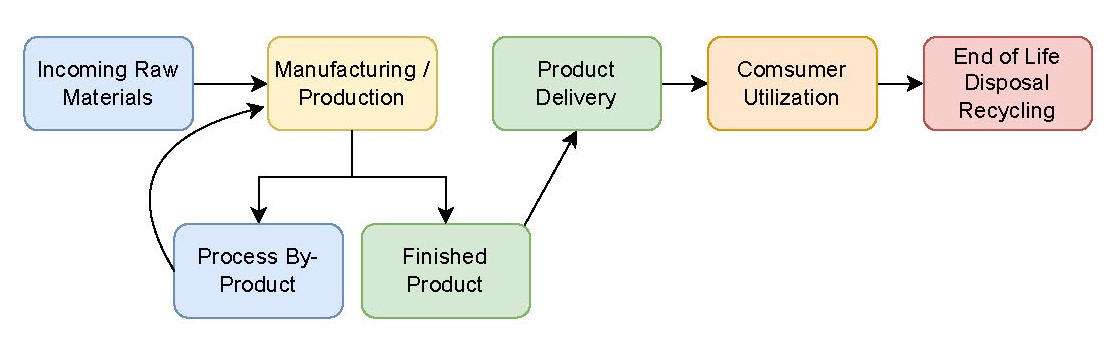 Incoming Raw
Materials
Manufacturing /
Production
Product
Delivery
Comsumer
Utilization
End of Life
Disposal
Recycling
Process By-
Product
Finished
Product